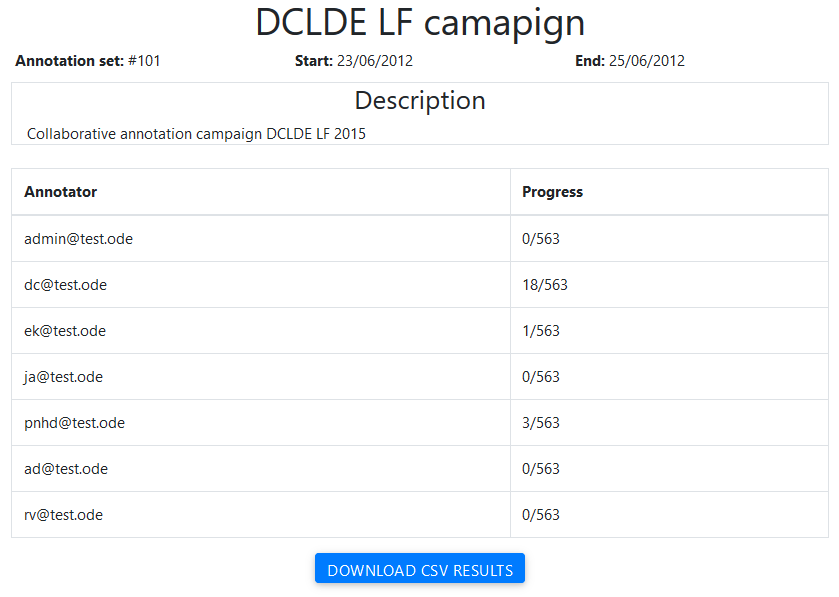 DCLDE LF camapign
Annotation set: #101 Start: 23/06/2012 End: 25/06/2012
Description
Collaborative annotation campaign DCLDE LF 2015
Annotator Progress
admin@test.ode 0/563
dc@test.ode 18/563
ek@test.ode 1/563
ja@test.ode 0/563
pnhd@test.ode 3/563
ad@test.ode 0/563
rv@test.ode 0/563
DOWNLOAD CSV RESULTS